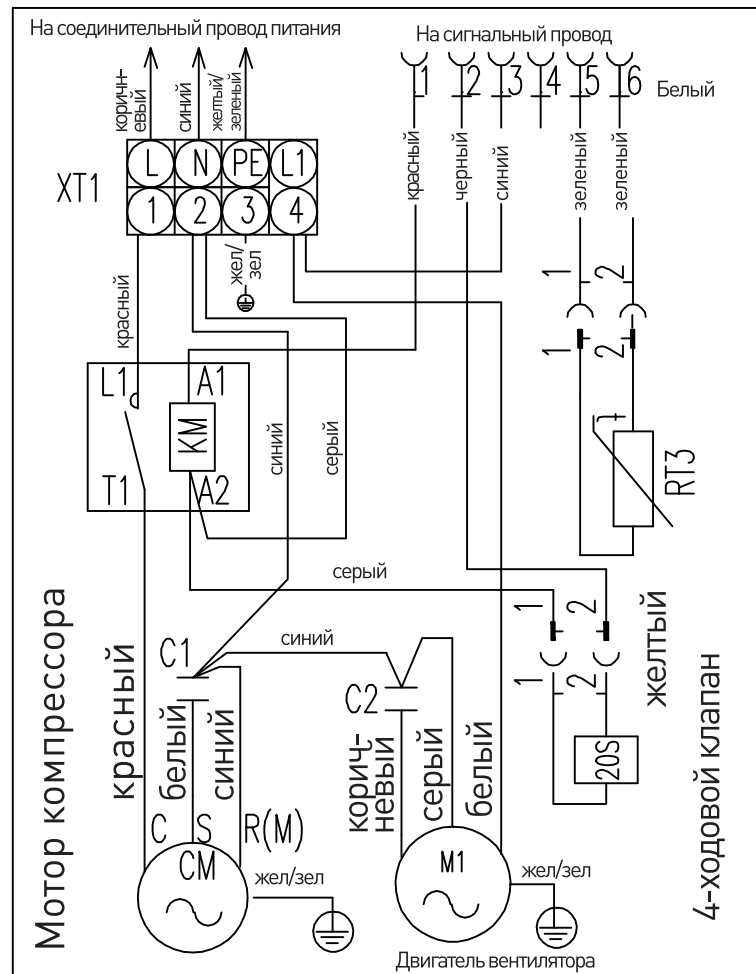 На соединительный провод питания
На сигнальный провод
коричн-
евый
синий
желтый/
зеленый
1 2 3 4 5 6
Белый
XT1
L N PE L1
1 2 3 4
красный
черный
синий
зеленый
зеленый
жел/
зел
красный
1 2
1 2
L1 A1
KM
T1 A2
синий
серый
RT3
серый
1 2
1 2
желтый
20S
4-ходовой клапан
Мотор компрессора
красный
C1
белый
синий
синий
C2
корич-
невый
серый
белый
C S R(M)
CM
жел/зел
M1
жел/зел
Двигатель вентилятора